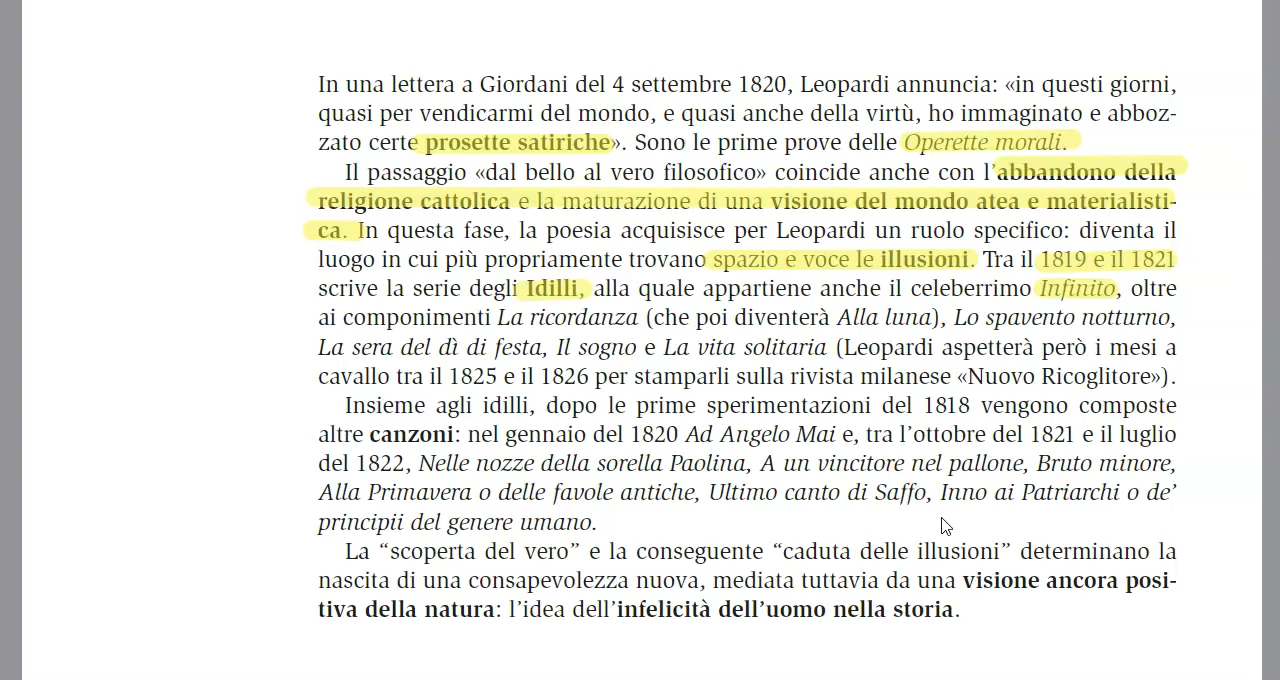 In una lettera a Giordani del 4 settembre 1820, Leopardi annuncia: «in questi giorni,
quasi per vendicarmi del mondo, e quasi anche della virtù, ho immaginato e abboz-
zato certe prosette satiriche». Sono le prime prove delle Operette morali.
Il passaggio «dal bello al vero filosofico» coincide anche con l’abbandono della
religione cattolica e la maturazione di una visione del mondo atea e materialisti-
ca. In questa fase, la poesia acquisisce per Leopardi un ruolo specifico: diventa il
luogo in cui più propriamente trovano spazio e voce le illusioni. Tra il 1819 e il 1821
scrive la serie degli Idilli, alla quale appartiene anche il celeberrimo Infinito, oltre
ai componimenti La ricordanza (che poi diventerà Alla luna), Lo spavento notturno,
La sera del dì di festa, Il sogno e La vita solitaria (Leopardi aspetterà però i mesi a
cavallo tra il 1825 e il 1826 per stamparli sulla rivista milanese «Nuovo Ricoglitore»).
Insieme agli idilli, dopo le prime sperimentazioni del 1818 vengono composte
altre canzoni: nel gennaio del 1820 Ad Angelo Mai e, tra l’ottobre del 1821 e il luglio
del 1822, Nelle nozze della sorella Paolina, A un vincitore nel pallone, Bruto minore,
Alla Primavera o delle favole antiche, Ultimo canto di Saffo, Inno ai Patriarchi o de’
principii del genere umano.
La “scoperta del vero” e la conseguente “caduta delle illusioni” determinano la
nascita di una consapevolezza nuova, mediata tuttavia da una visione ancora posi-
tiva della natura: l’idea dell’infelicità dell’uomo nella storia.